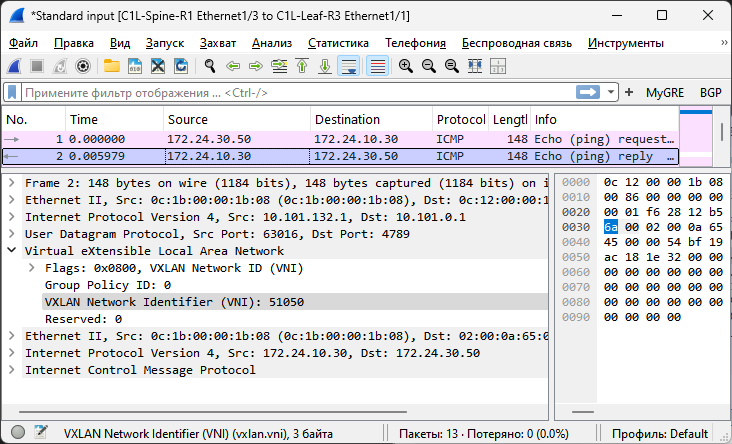 *Standard input [C1L-Spine-R1 Ethernet1/3 to C1L-Leaf-R3 Ethernet1/1]
Файл Правка Вид Запуск Захват Анализ Статистика Телефония Беспроводная связь Инструменты »
Примените фильтр отображения ... <Ctrl-/> + MyGRE BGP
No. Time Source Destination Protocol Lengtl Info
1 0.000000 172.24.30.50 172.24.10.30 ICMP 148 Echo (ping) request…
2 0.005979 172.24.10.30 172.24.30.50 ICMP 148 Echo (ping) reply …
Frame 2: 148 bytes on wire (1184 bits), 148 bytes captured (1184 bits) on i
Ethernet II, Src: 0c:1b:00:00:1b:08 (0c:1b:00:00:1b:08), Dst: 0c:12:00:00:1
Internet Protocol Version 4, Src: 10.101.132.1, Dst: 10.101.0.1
User Datagram Protocol, Src Port: 63016, Dst Port: 4789
Virtual eXtensible Local Area Network
Flags: 0x0800, VXLAN Network ID (VNI)
Group Policy ID: 0
VXLAN Network Identifier (VNI): 51050
Reserved: 0
Ethernet II, Src: 0c:1b:00:00:1b:08 (0c:1b:00:00:1b:08), Dst: 02:00:0a:65:0
Internet Protocol Version 4, Src: 172.24.10.30, Dst: 172.24.30.50
Internet Control Message Protocol
0000 0c 12 00 00 1b 08
0010 00 86 00 00 00 00
0020 00 01 f6 28 12 b5
0030 6a 00 02 00 0a 65
0040 45 00 00 54 bf 19
0050 ac 18 1e 32 00 00
0060 00 00 00 00 00 00
0070 00 00 00 00 00 00
0080 00 00 00 00 00 00
0090 00 00 00 00
VXLAN Network Identifier (VNI) (vxlan.vni), 3 байта Пакеты: 13 · Потеряно: 0 (0.0%) Профиль: Default